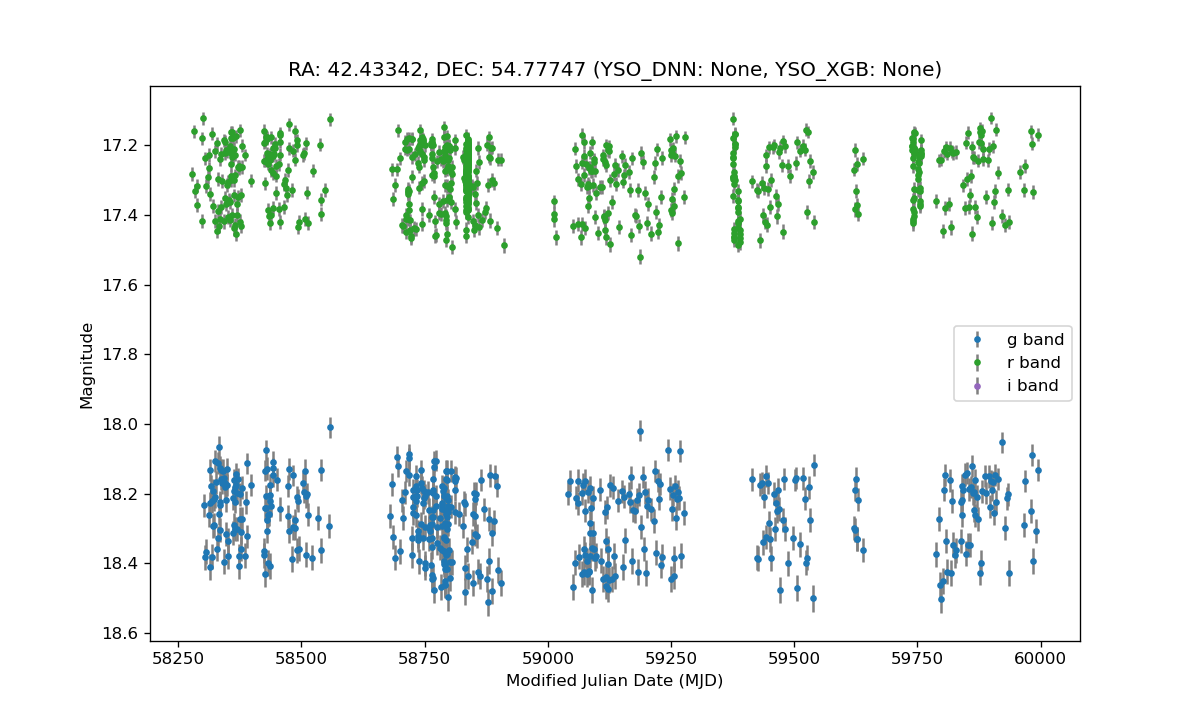 RA: 42.43342, DEC: 54.77747 (YSO_DNN: None, YSO_XGB: None)
17.2
17.4
17.6
17.8
18.0
18.2
18.4
18.6
Magnitude
g band
r band
i band
58250 58500 58750 59000 59250 59500 59750 60000
Modified Julian Date (MJD)